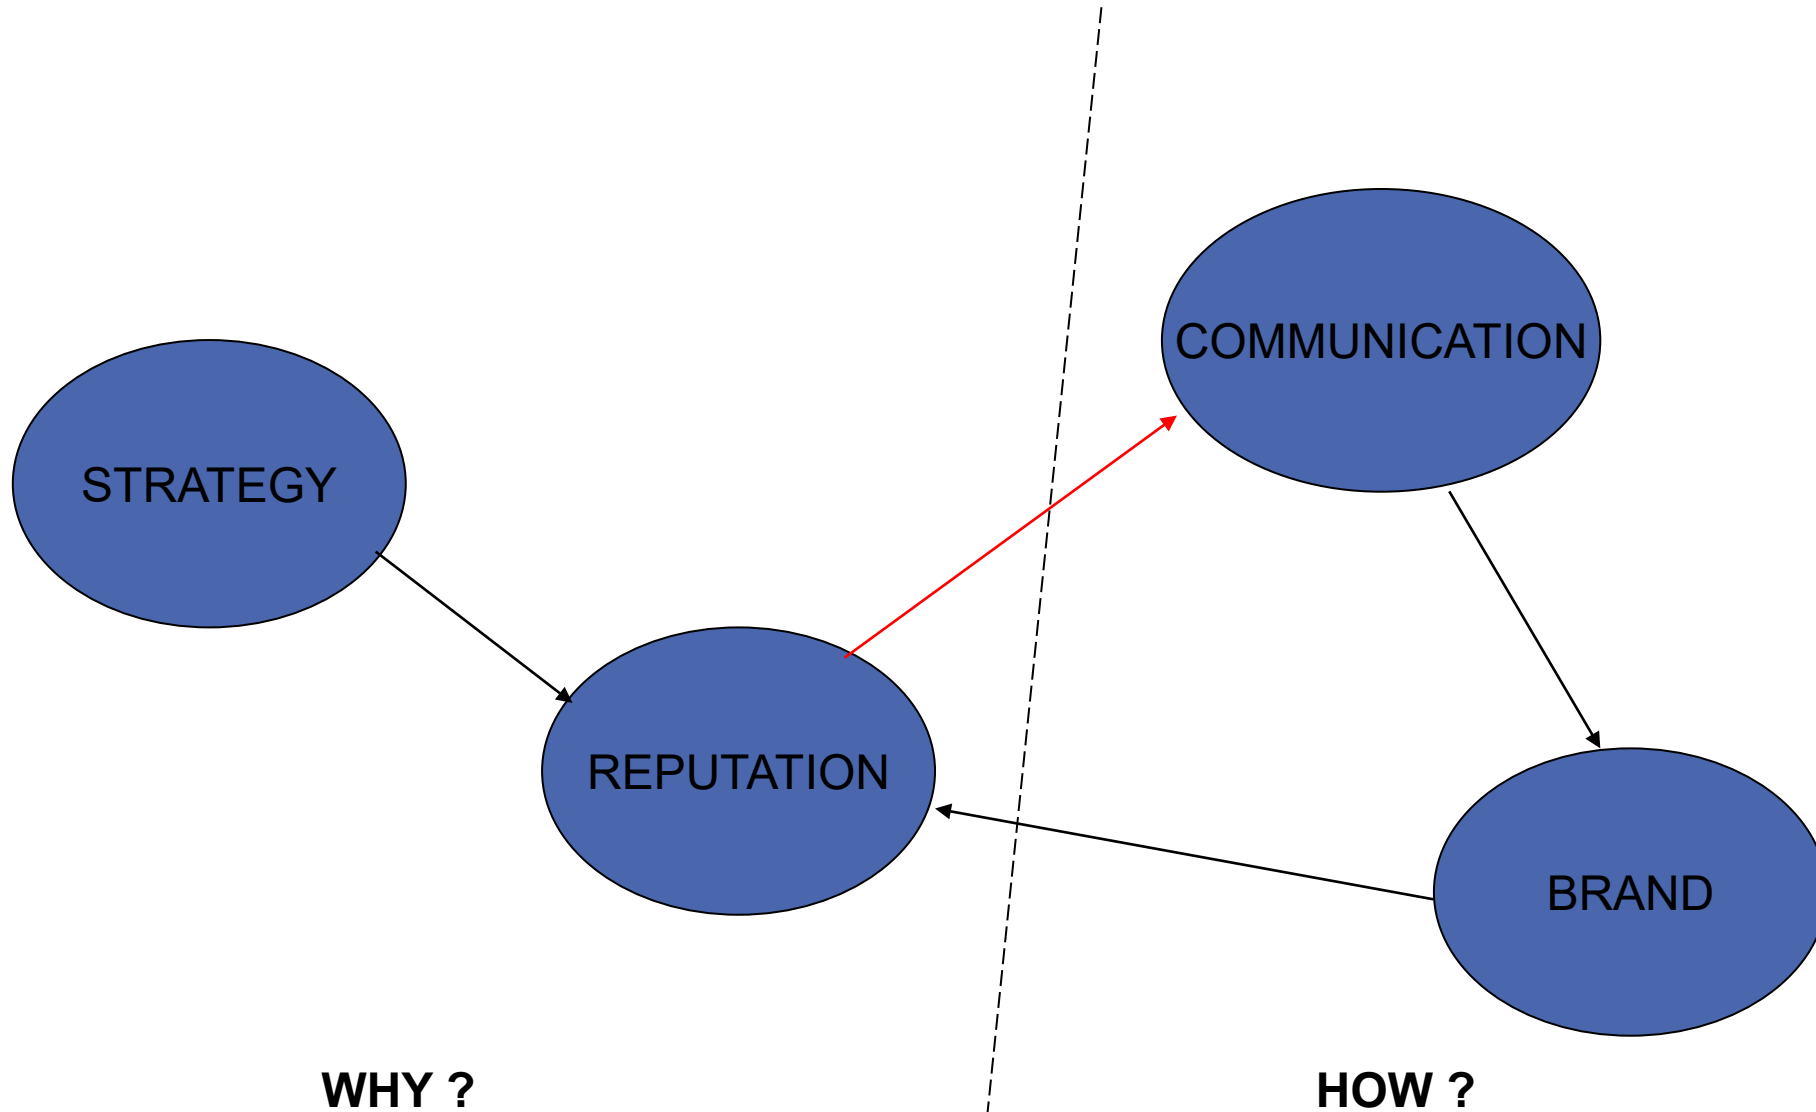 COMMUNICATION
STRATEGY
REPUTATION
BRAND
WHY ?
HOW ?